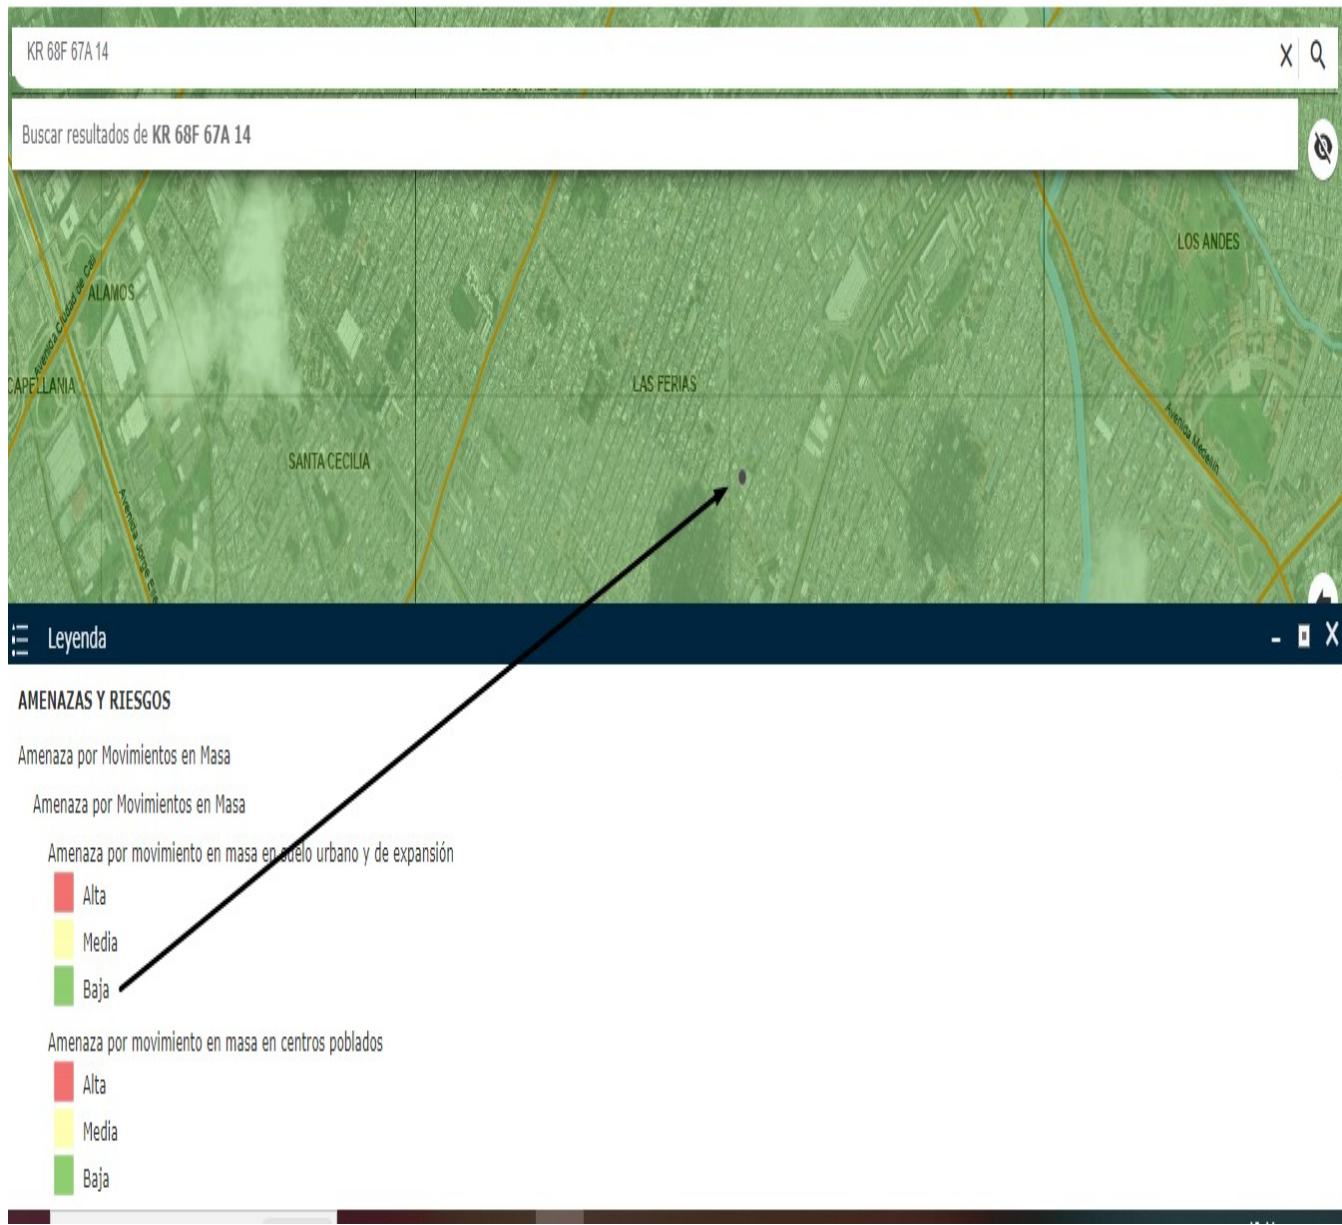 KR 68F 67A 14
Buscar resultados de KR 68F 67A 14
LOS ANDES
Avenida Ciudad de Cali
ALAMOS
CAPELLANIA
LAS FERIAS
Avenida Medellín
SANTA CECILIA
Avenida Jorge
Leyenda
AMENAZAS Y RIESGOS
Amenaza por Movimientos en Masa
Amenaza por Movimientos en Masa
Amenaza por movimiento en masa en suelo urbano y de expansión
Alta
Media
Baja
Amenaza por movimiento en masa en centros poblados
Alta
Media
Baja